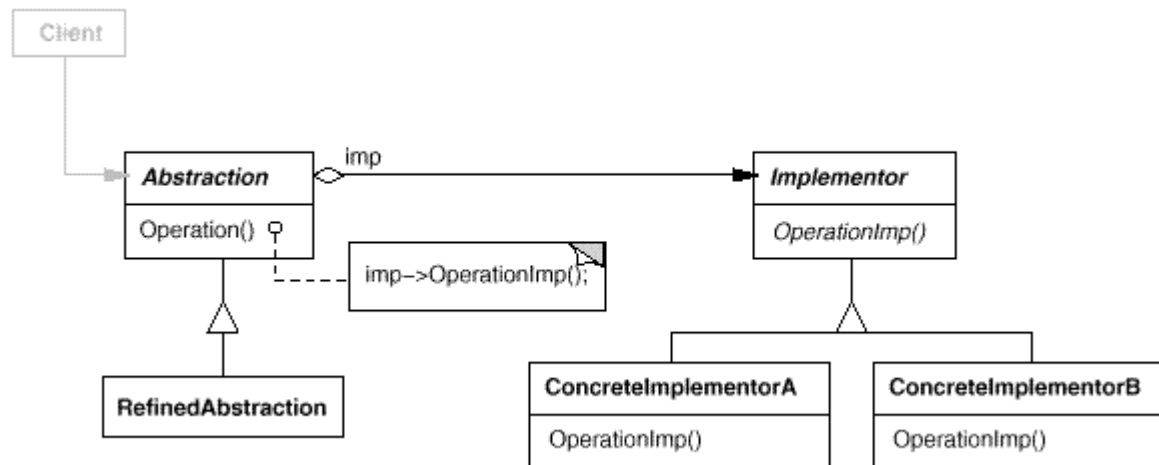 Client
imp
Abstraction
Implementor
Operation()
OperationImp()
imp->OperationImp();
RefinedAbstraction
ConcreteImplementorA
ConcreteImplementorB
OperationImp()
OperationImp()